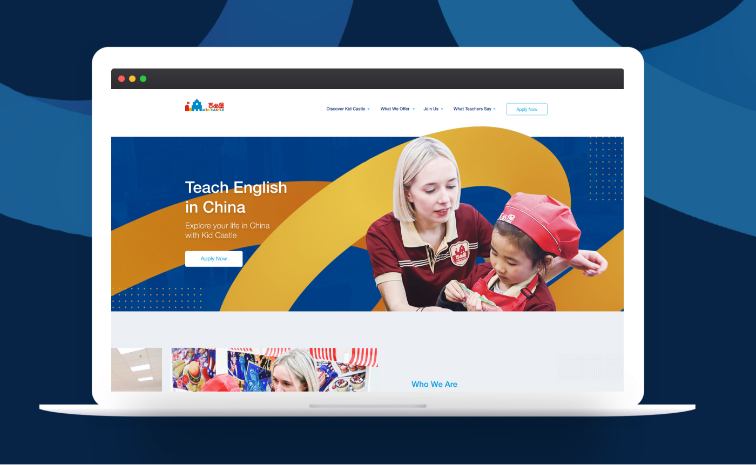 Discover Kid Castle
What We Offer
Join Us
What Teachers Say
Apply Now
Teach English
in China
Explore your life in China
with Kid Castle
Apply Now
Who We Are